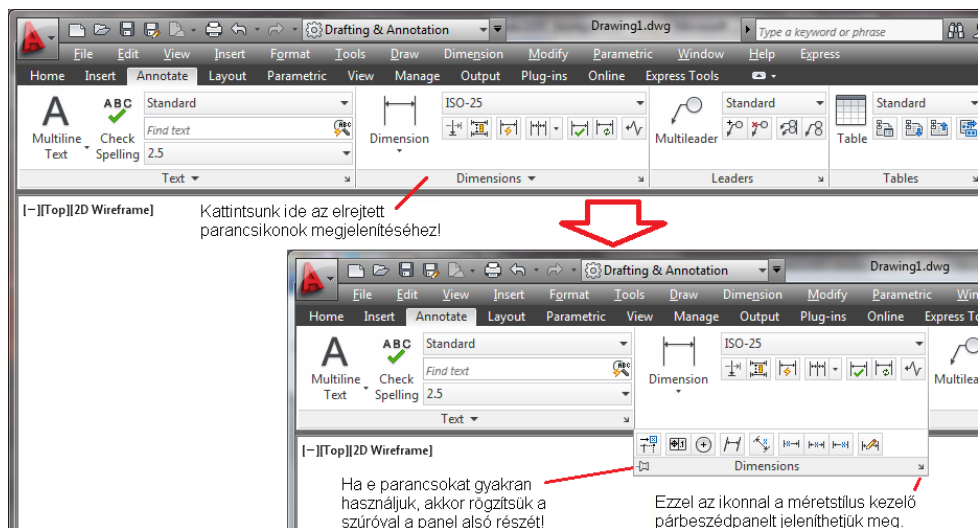 Drafting & Annotation Drawing1.dwg Type a keyword or phrase
File Edit View Insert Format Tools Draw Dimension Modify Parametric Window Help Express
Home Insert Annotate Layout Parametric View Manage Output Plug-ins Online Express Tools
A ABC Standard ISO-25 Standard Standard
Multiline Text
Check Spelling
Find text
2.5
Dimension
Multileader
Table
Text Dimensions Leaders Tables
[−][Top][2D Wireframe]
Kattintsunk ide az elrejtett
parancsikonok megjelenítéséhez!
Drafting & Annotation Drawing1.dwg
File Edit View Insert Format Tools Draw Dimension Modify Parametric
Home Insert Annotate Layout Parametric View Manage Output Plug-ins Online Express
A ABC Standard ISO-25
Multiline Text
Check Spelling
Find text
2.5
Dimension
Text
Dimensions
[−][Top][2D Wireframe]
Ha e parancsokat gyakran
használjuk, akkor rögzítsük a
szúróval a panel alsó részét!
Ezzel az ikonnal a méretstílus kezelő
párbeszédpanelt jeleníthetjük meg.